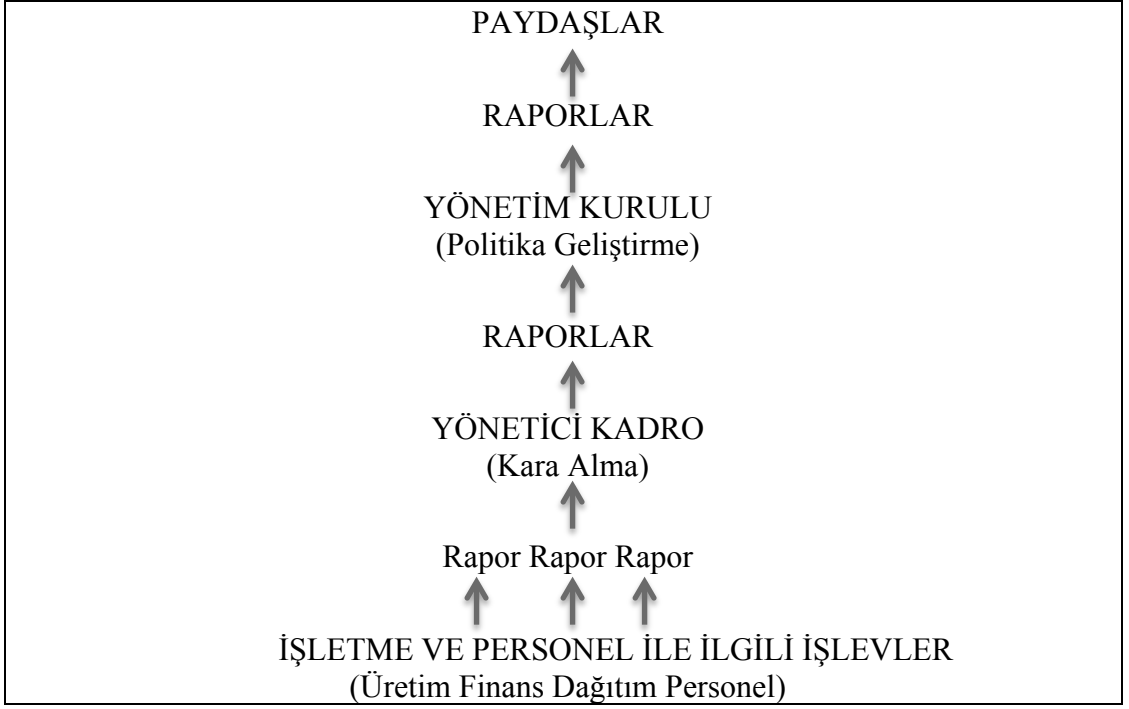 PAYDAŞLAR
RAPORLAR
YÖNETİM KURULU
(Politika Geliştirme)
RAPORLAR
YÖNETİCİ KADRO
(Kara Alma)
Rapor Rapor Rapor
İŞLETME VE PERSONEL İLE İLGİLİ İŞLEVLER
(Üretim Finans Dağıtım Personel)